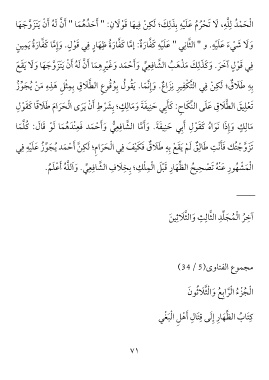 الْحَمْدُ لِلَّهِ، لَا تَحْرُمُ عَلَيْهِ بِذَلِكَ؛ لَكِنْ فِيهَا قَوْلَانِ: " أَحَدُهُمَا " أَنَّ لَهُ أَنْ يَتَزَوَّجَهَا
وَلَا شَيْءَ عَلَيْهِ. وَ " الثَّانِي " عَلَيْهِ كَفَّارَةٌ: إمَّا كَفَّارَةُ ظِهَارٍ فِي قَوْلٍ. وَإِمَّا كَفَّارَةُ يَمِينٍ
فِي قَوْلٍ آخَرَ. وَكَذَلِكَ مَذْهَبُ الشَّافِعِيِّ وَأَحْمَد وَغَيْرِهِمَا أَنَّ لَهُ أَنْ يَتَزَوَّجَهَا وَلَا يَقَعُ
بِهِ طَلَاقٌ؛ لَكِنْ فِي التَّكْفِيرِ نِزَاعٌ. وَإِنَّمَا. يَقُولُ بِوُقُوعِ الطَّلَاقِ بِمِثْلِ هَذِهِ مَنْ يُجَوِّزُ
تَعْلِيقَ الطَّلَاقِ عَلَى النِّكَاحِ: كَأَبِي حَنِيفَةَ وَمَالِكٍ؛ بِشَرْطِ أَنْ يَرَى الْحَرَامَ طَلَاقًا كَقَوْلِ
مَالِكٍ وَإِذَا نَوَاهُ كَقَوْلِ أَبِي حَنِيفَةَ. وَأَمَّا الشَّافِعِيُّ وَأَحْمَد فَعِنْدَهُمَا لَوْ قَالَ: كُلَّمَا
تَزَوَّجْتُك فَأَنْتِ طَالِقٌ لَمْ يَقَعْ بِهِ طَلَاقٌ فَكَيْفَ فِي الْحَرَامِ؛ لَكِنْ أَحْمَد يُجَوِّزُ عَلَيْهِ فِي
الْمَشْهُورِ عَنْهُ تَصْحِيحُ الظِّهَارِ قَبْلَ الْمِلْكِ؛ بِخِلَافِ الشَّافِعِيِّ. وَاَللَّهُ أَعْلَمُ.
آخِرُ الْمُجَلَّدِ الثَّالِثِ وَالثَّلَاثِينَ
مجموع الفتاوى(5 / 34)
الْجُزْءُ الرَّابِعُ وَالثَّلَاثُونَ
كِتَابُ الظِّهَارِ إِلَى قِتَالِ أَهْلِ الْبَغْيِ
٧١